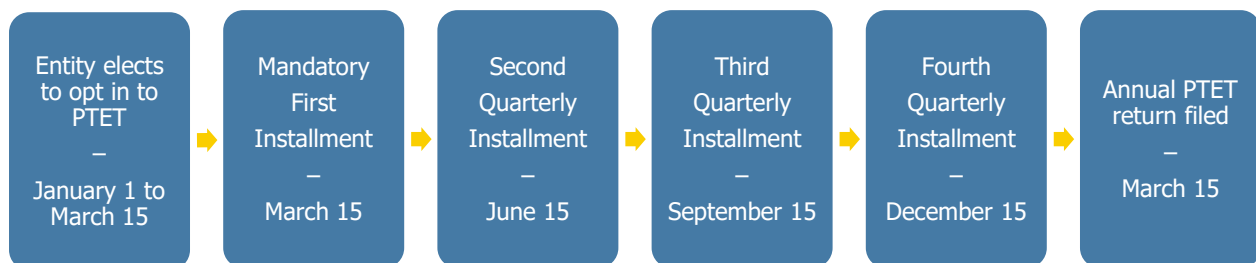 Entity elects
to opt in to
PTET
–
January 1 to
March 15
Mandatory
First
Installment
–
March 15
Second
Quarterly
Installment
–
June 15
Third
Quarterly
Installment
–
September 15
Fourth
Quarterly
Installment
–
December 15
Annual PTET
return filed
–
March 15